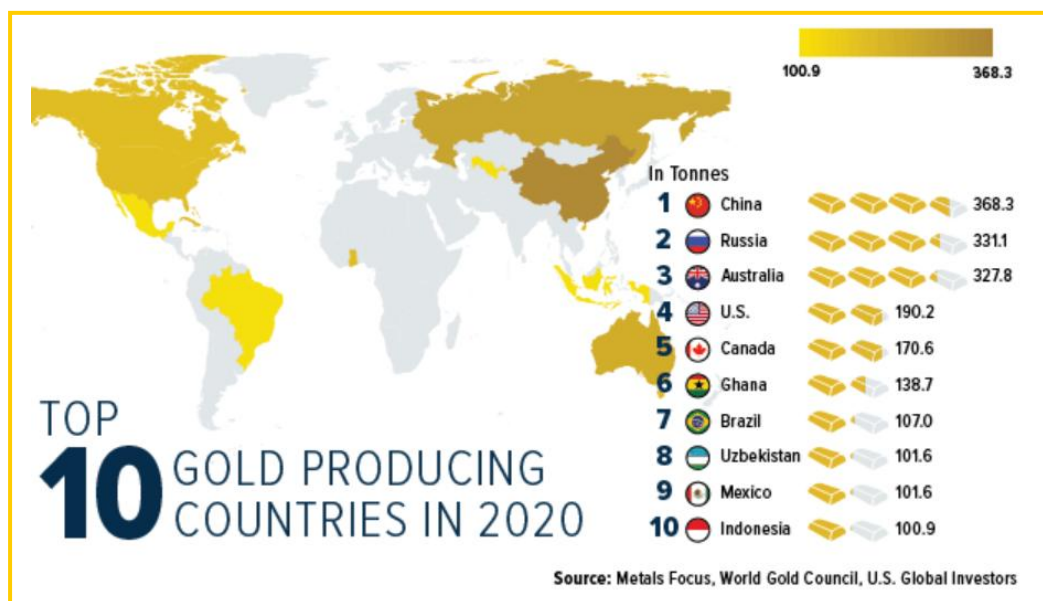 100.9 368.3
In Tonnes
1 China 368.3
2 Russia 331.1
3 Australia 327.8
4 U.S. 190.2
5 Canada 170.6
6 Ghana 138.7
7 Brazil 107.0
8 Uzbekistan 101.6
9 Mexico 101.6
10 Indonesia 100.9
TOP
10 GOLD PRODUCING
COUNTRIES IN 2020
Source: Metals Focus, World Gold Council, U.S. Global Investors